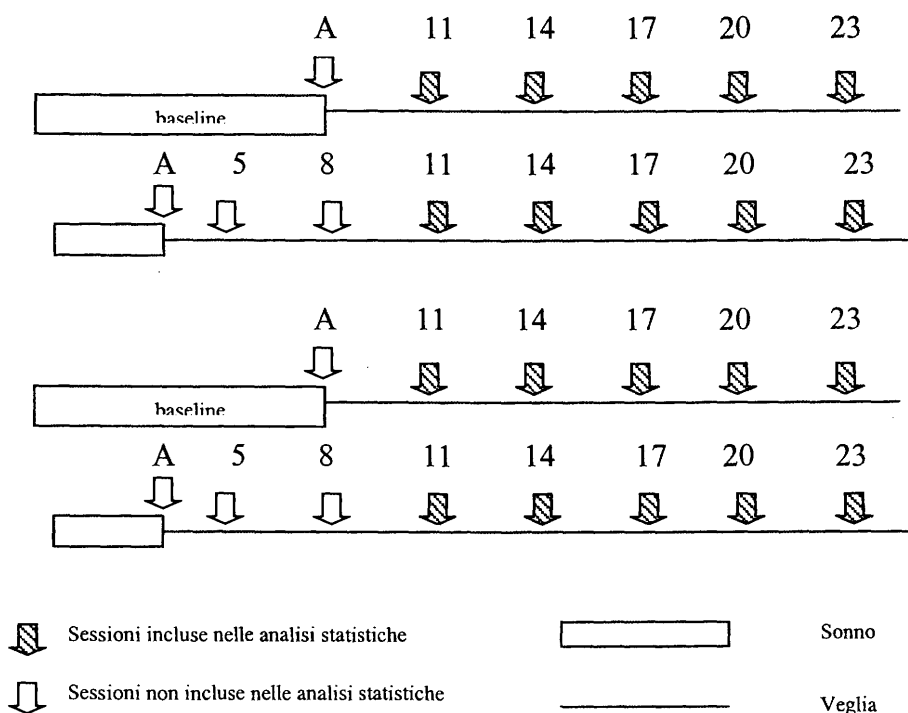 A 11 14 17 20 23
baseline
A 5 8 11 14 17 20 23
A 11 14 17 20 23
baseline
A 5 8 11 14 17 20 23
Sessioni incluse nelle analisi statistiche Sonno
Sessioni non incluse nelle analisi statistiche Veglia